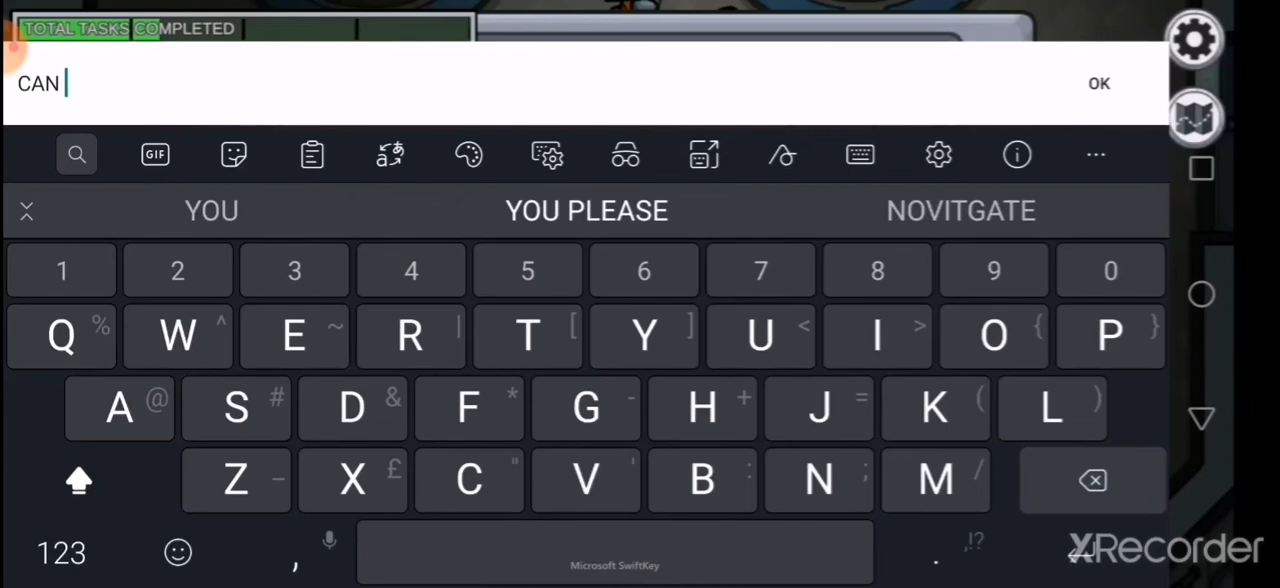 TOTAL TASKS COMPLETED
CAN
OK
GIF
YOU YOU PLEASE NOVITGATE
1 2 3 4 5 6 7 8 9 0
Q % W ^ E ~ R | T [ Y ] U < I > O { P }
A @ S # D & F * G - H + J = K ( L )
Z _ X £ C " V ' B : N ; M /
123 , Microsoft SwiftKey . ,!?
XRecorder